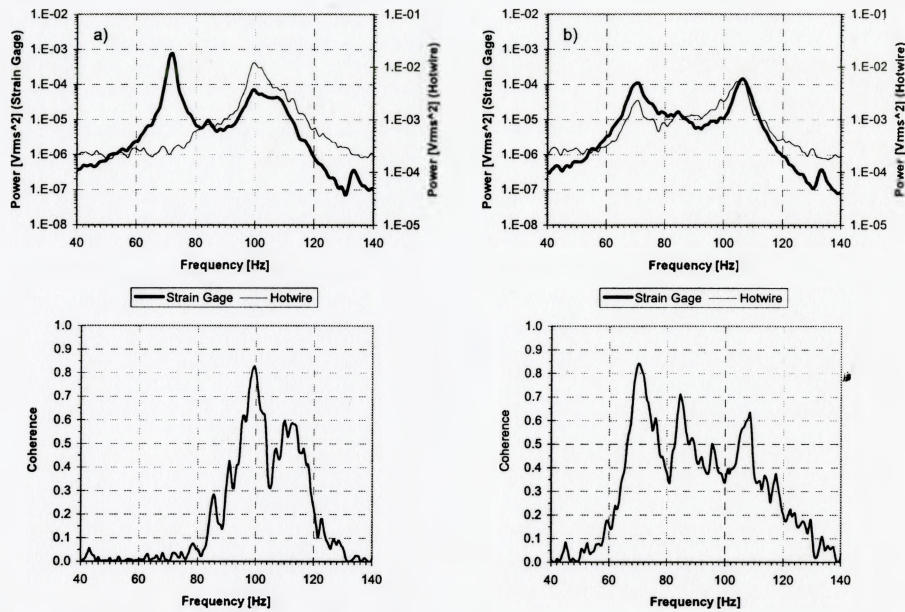 a)
Power [Vrms^2] (Strain Gage)
1.E-02
1.E-03
1.E-04
1.E-05
1.E-06
1.E-07
1.E-08
1.E-01
1.E-02
1.E-03
1.E-04
1.E-05
Power [Vrms^2] (Hotwire)
40 60 80 100 120 140
Frequency [Hz]
b)
Power [Vrms^2] (Strain Gage)
1.E-02
1.E-03
1.E-04
1.E-05
1.E-06
1.E-07
1.E-08
1.E-01
1.E-02
1.E-03
1.E-04
1.E-05
Power [Vrms^2] (Hotwire)
40 60 80 100 120 140
Frequency [Hz]
Strain Gage Hotwire
Strain Gage Hotwire
Coherence
1.0
0.9
0.8
0.7
0.6
0.5
0.4
0.3
0.2
0.1
0.0
40 60 80 100 120 140
Frequency [Hz]
Coherence
1.0
0.9
0.8
0.7
0.6
0.5
0.4
0.3
0.2
0.1
0.0
40 60 80 100 120 140
Frequency [Hz]